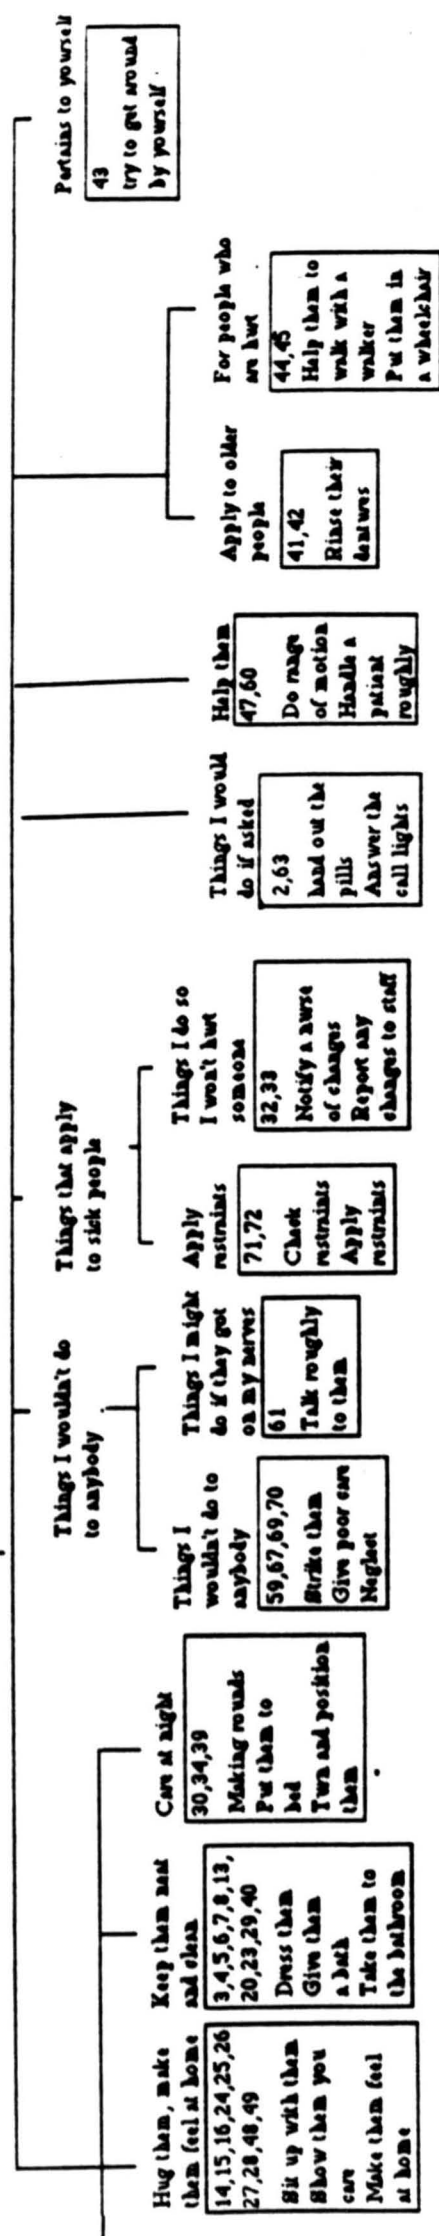 Hug them, make
them feel at home
14,15,16,24,25,26
27,28,48,49
Sit up with them
Show them you
care
Make them feel
at home
Keep them neat
and clean
3,4,5,6,7,8,13,
20,23,29,40
Dress them
Give them
a bath
Take them to
the bathroom
Care at night
30,34,39
Making rounds
Put them to
bed
Turn and position
them
Things I wouldn't do
to anybody
Things I
wouldn't do to
anybody
59,67,69,70
Strike them
Give poor care
Neglect
Things I might
do if they got
on my nerves
61
Talk roughly
to them
Things that apply
to sick people
Apply
restraints
71,72
Check
restraints
Apply
restraints
Things I do so
I won't hurt
someone
32,33
Notify a nurse
of changes
Report any
changes to staff
Things I would
do if asked
2,63
hand out the
pills
Answer the
call lights
Help them
47,60
Do range
of motion
Handle a
patient
roughly
Apply to older
people
41,42
Rinse their
dentures
For people who
are hurt
44,45
Help them to
walk with a
walker
Put them in
a wheelchair
Pertains to yourself
43
try to get around
by yourself